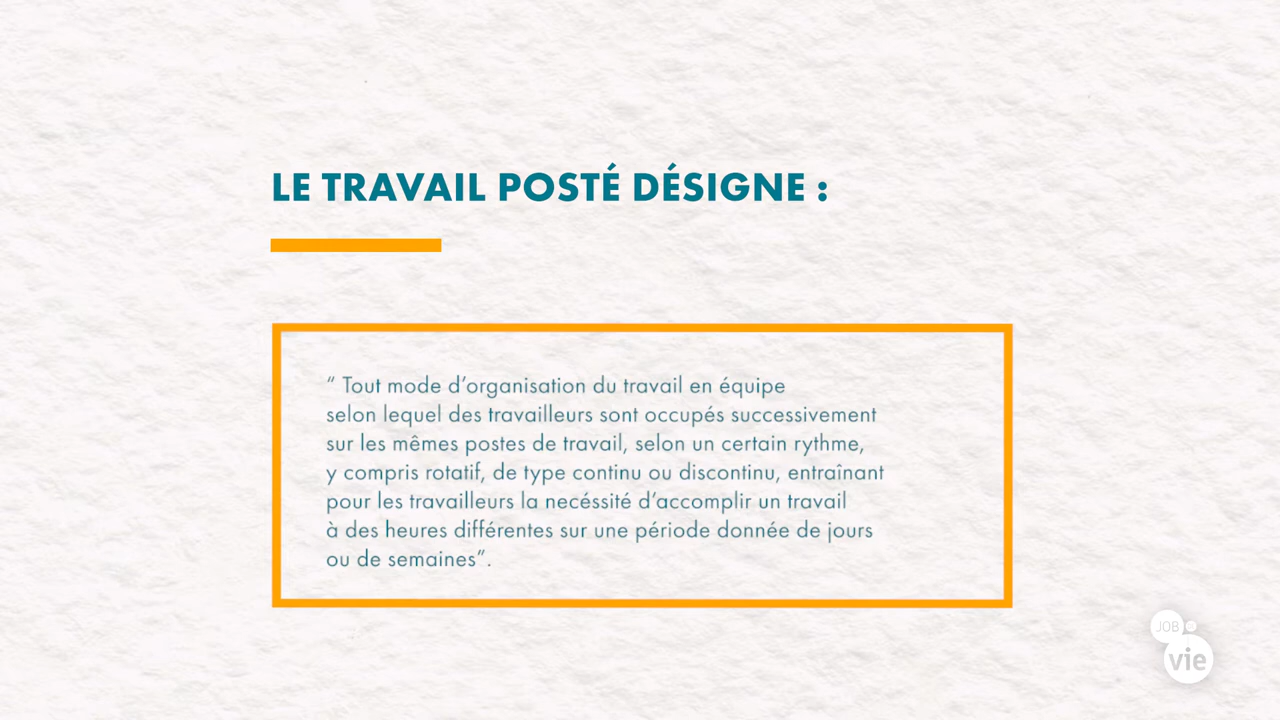 LE TRAVAIL POSTÉ DÉSIGNE :
“ Tout mode d’organisation du travail en équipe
selon lequel des travailleurs sont occupés successivement
sur les mêmes postes de travail, selon un certain rythme,
y compris rotatif, de type continu ou discontinu, entraînant
pour les travailleurs la necéssité d’accomplir un travail
à des heures différentes sur une période donnée de jours
ou de semaines”.
JOB
vie